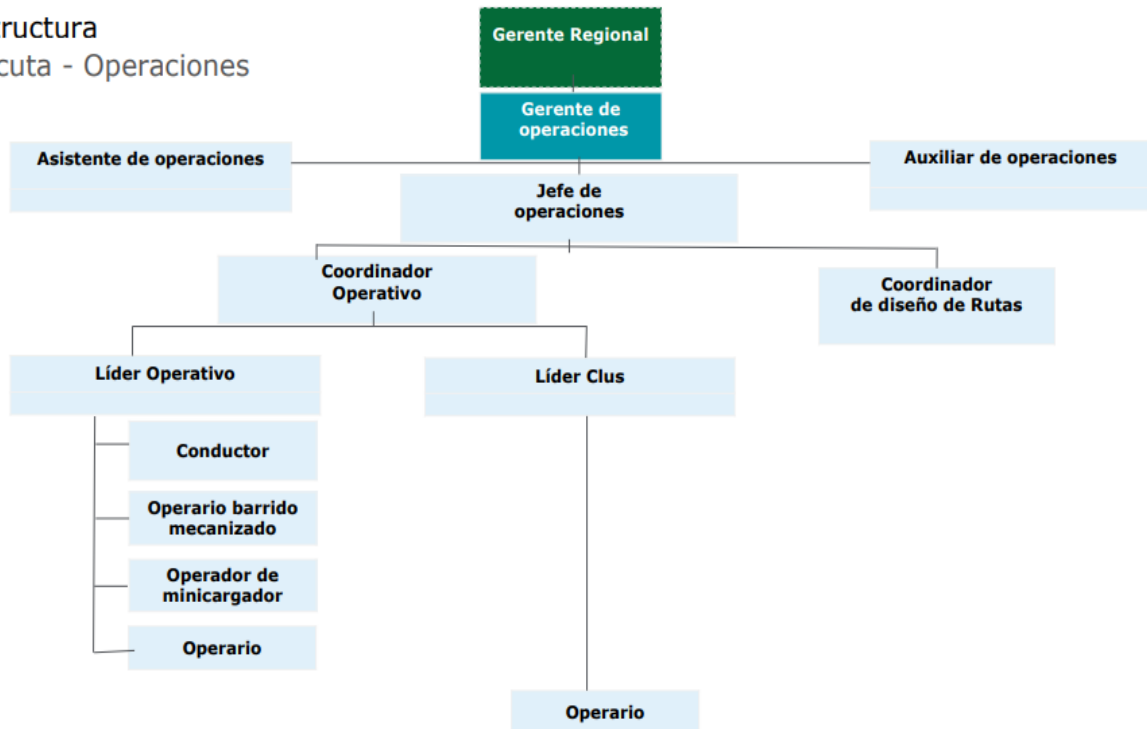 ructura
cuta - Operaciones
Gerente Regional
Gerente de
operaciones
Asistente de operaciones
Auxiliar de operaciones
Jefe de
operaciones
Coordinador
Operativo
Coordinador
de diseño de Rutas
Líder Operativo
Líder Clus
Conductor
Operario barrido
mecanizado
Operador de
minicargador
Operario
Operario